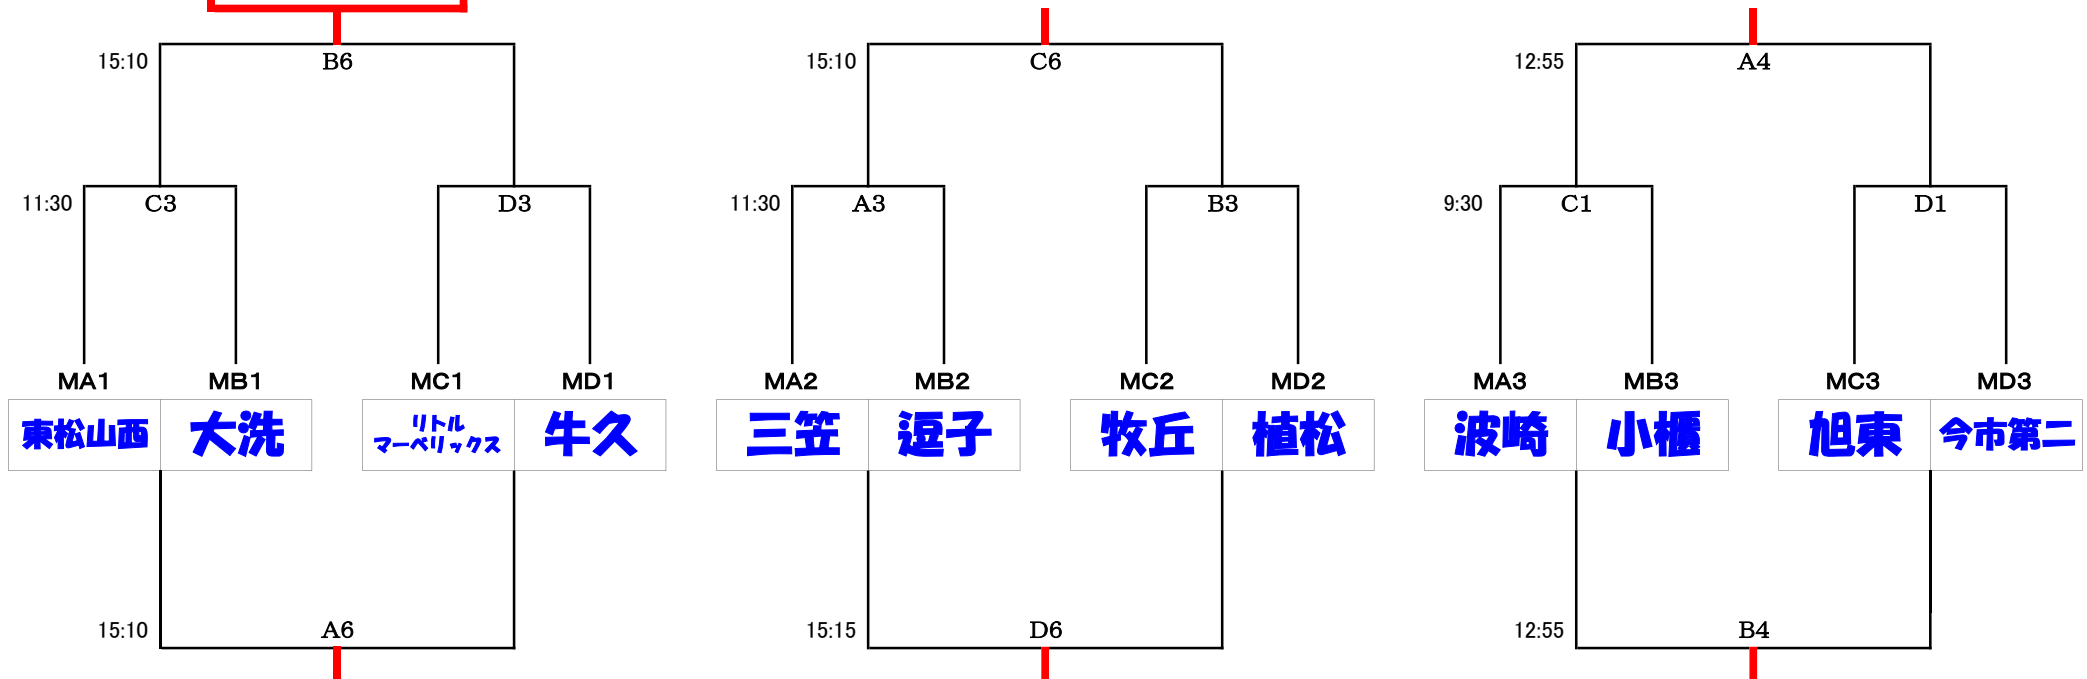 15:10 B6 15:10 C6 12:55 A4
11:30 C3 D3 11:30 A3 B3 9:30 C1 D1
MA1 MB1 MC1 MD1 MA2 MB2 MC2 MD2 MA3 MB3 MC3 MD3
東松山西 大洗 リトル
マーベリックス 牛久 三笠 逗子 牧丘 植松 波崎 小櫃 旭東 今市第二
15:10 A6 15:15 D6 12:55 B4